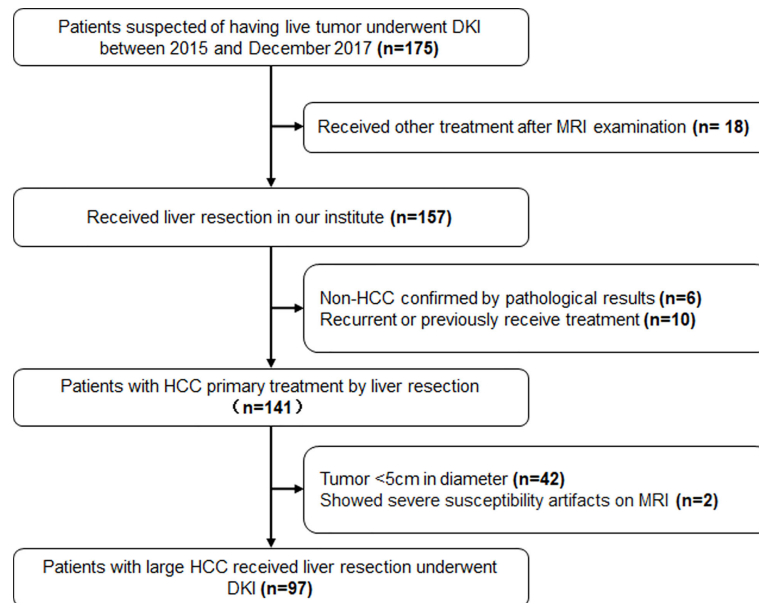 Patients suspected of having live tumor underwent DKI
between 2015 and December 2017 (n=175)
Received other treatment after MRI examination (n= 18)
Received liver resection in our institute (n=157)
Non-HCC confirmed by pathological results (n=6)
Recurrent or previously receive treatment (n=10)
Patients with HCC primary treatment by liver resection
（n=141）
Tumor <5cm in diameter (n=42)
Showed severe susceptibility artifacts on MRI (n=2)
Patients with large HCC received liver resection underwent
DKI (n=97)